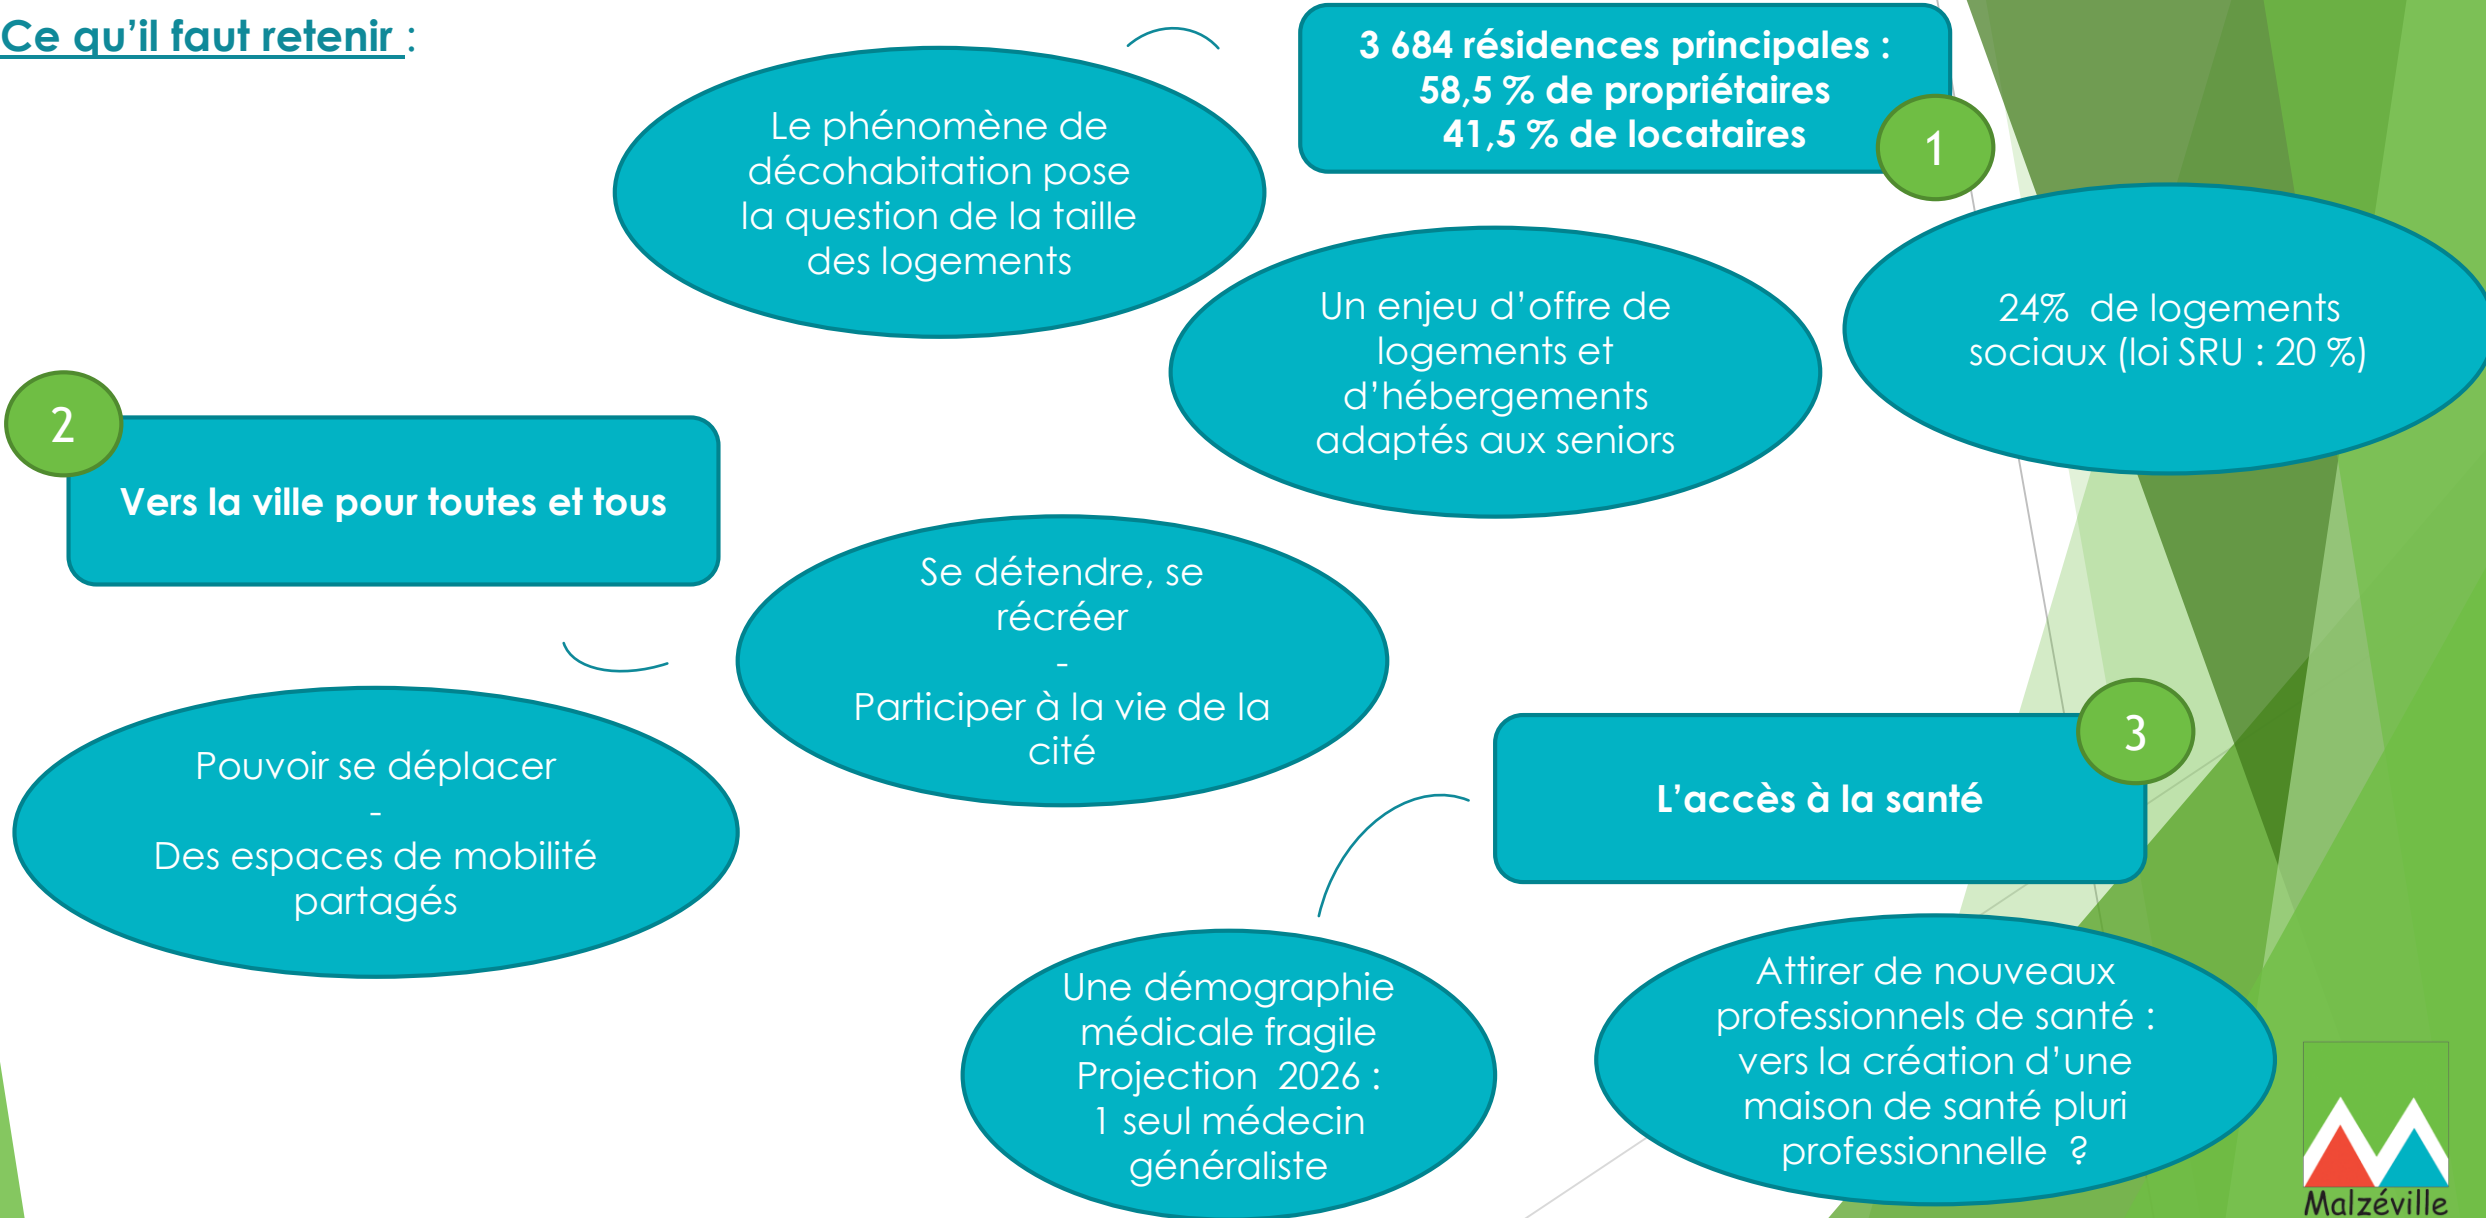 Ce qu’il faut retenir :
3 684 résidences principales :
58,5 % de propriétaires
41,5 % de locataires
1
Le phénomène de
décohabitation pose
la question de la taille
des logements
Un enjeu d’offre de
logements et
d’hébergements
adaptés aux seniors
24%  de logements
sociaux (loi SRU : 20 %)
2
Vers la ville pour toutes et tous
Se détendre, se
récréer
-
Participer à la vie de la
cité
Pouvoir se déplacer
-
Des espaces de mobilité
partagés
3
L’accès à la santé
Une démographie
médicale fragile
Projection  2026 :
1 seul médecin
généraliste
Attirer de nouveaux
professionnels de santé :
vers la création d’une
maison de santé pluri
professionnelle  ?
Malzéville